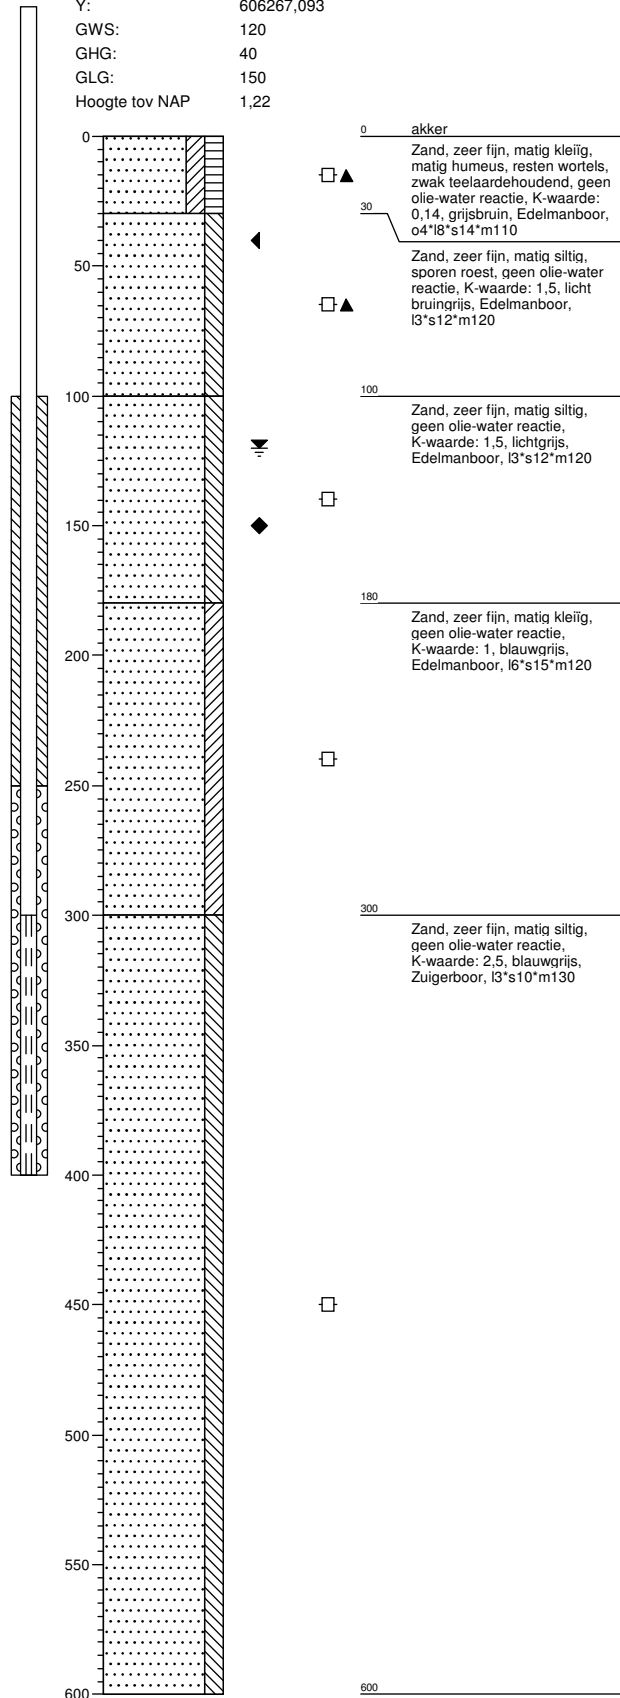 Y: 606267,093
GWS: 120
GHG: 40
GLG: 150
Hoogte tov NAP 1,22
0
0 akker
Zand, zeer fijn, matig kleiïg,
matig humeus, resten wortels,
zwak teelaardehoudend, geen
olie-water reactie, K-waarde:
0,14, grijsbruin, Edelmanboor,
o4*l8*s14*m110
30
Zand, zeer fijn, matig siltig,
sporen roest, geen olie-water
reactie, K-waarde: 1,5, licht
bruingrijs, Edelmanboor,
l3*s12*m120
50
100
100
Zand, zeer fijn, matig siltig,
geen olie-water reactie,
K-waarde: 1,5, lichtgrijs,
Edelmanboor, l3*s12*m120
150
180
Zand, zeer fijn, matig kleiïg,
geen olie-water reactie,
K-waarde: 1, blauwgrijs,
Edelmanboor, l6*s15*m120
200
250
300
300
Zand, zeer fijn, matig siltig,
geen olie-water reactie,
K-waarde: 2,5, blauwgrijs,
Zuigerboor, l3*s10*m130
350
400
450
500
550
600
600